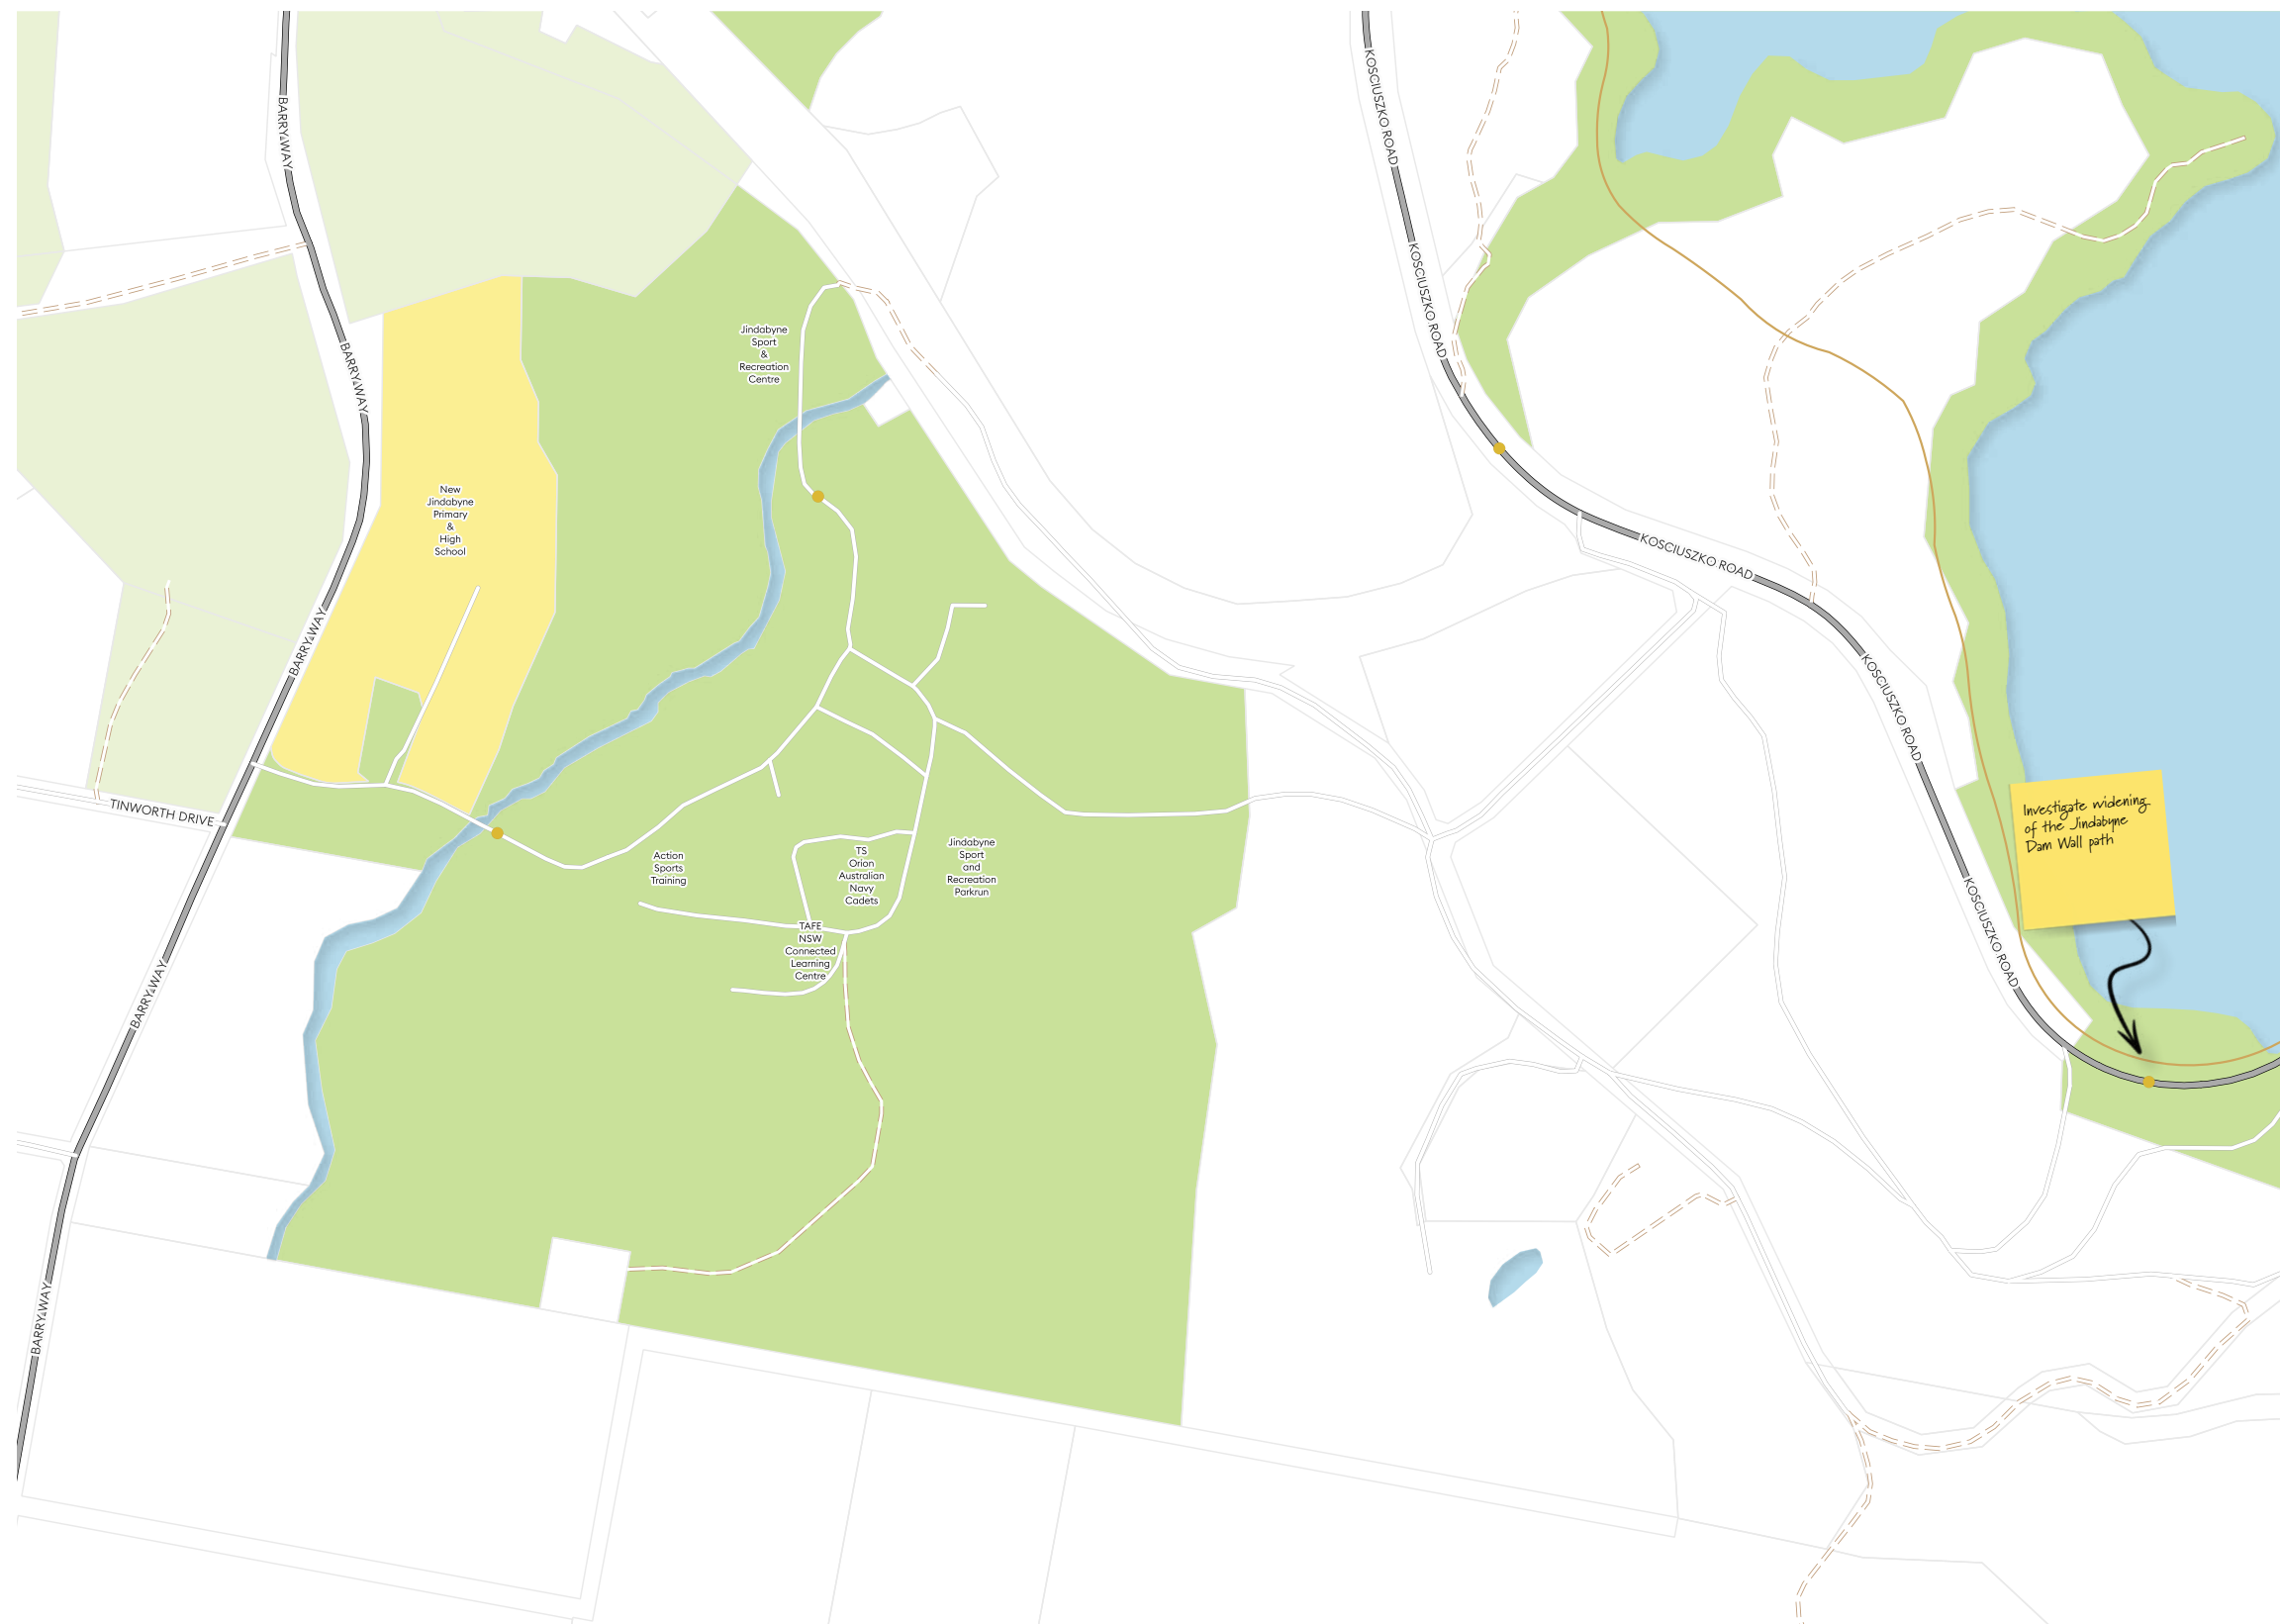 BARRY WAY
KOSCIUSZKO ROAD
KOSCIUSZKO ROAD
BARRY WAY
Jindabyne
Sport
&
Recreation
Centre
New
Jindabyne
Primary
&
High
School
KOSCIUSZKO ROAD
BARRY WAY
KOSCIUSZKO ROAD
TINWORTH DRIVE
Investigate widening
of the Jindabyne
Dam Wall path
Action
Sports
Training
TS
Orion
Australian
Navy
Cadets
Jindabyne
Sport
and
Recreation
Parkrun
KOSCIUSZKO ROAD
TAFE
NSW
Connected
Learning
Centre
BARRY WAY
BARRY WAY